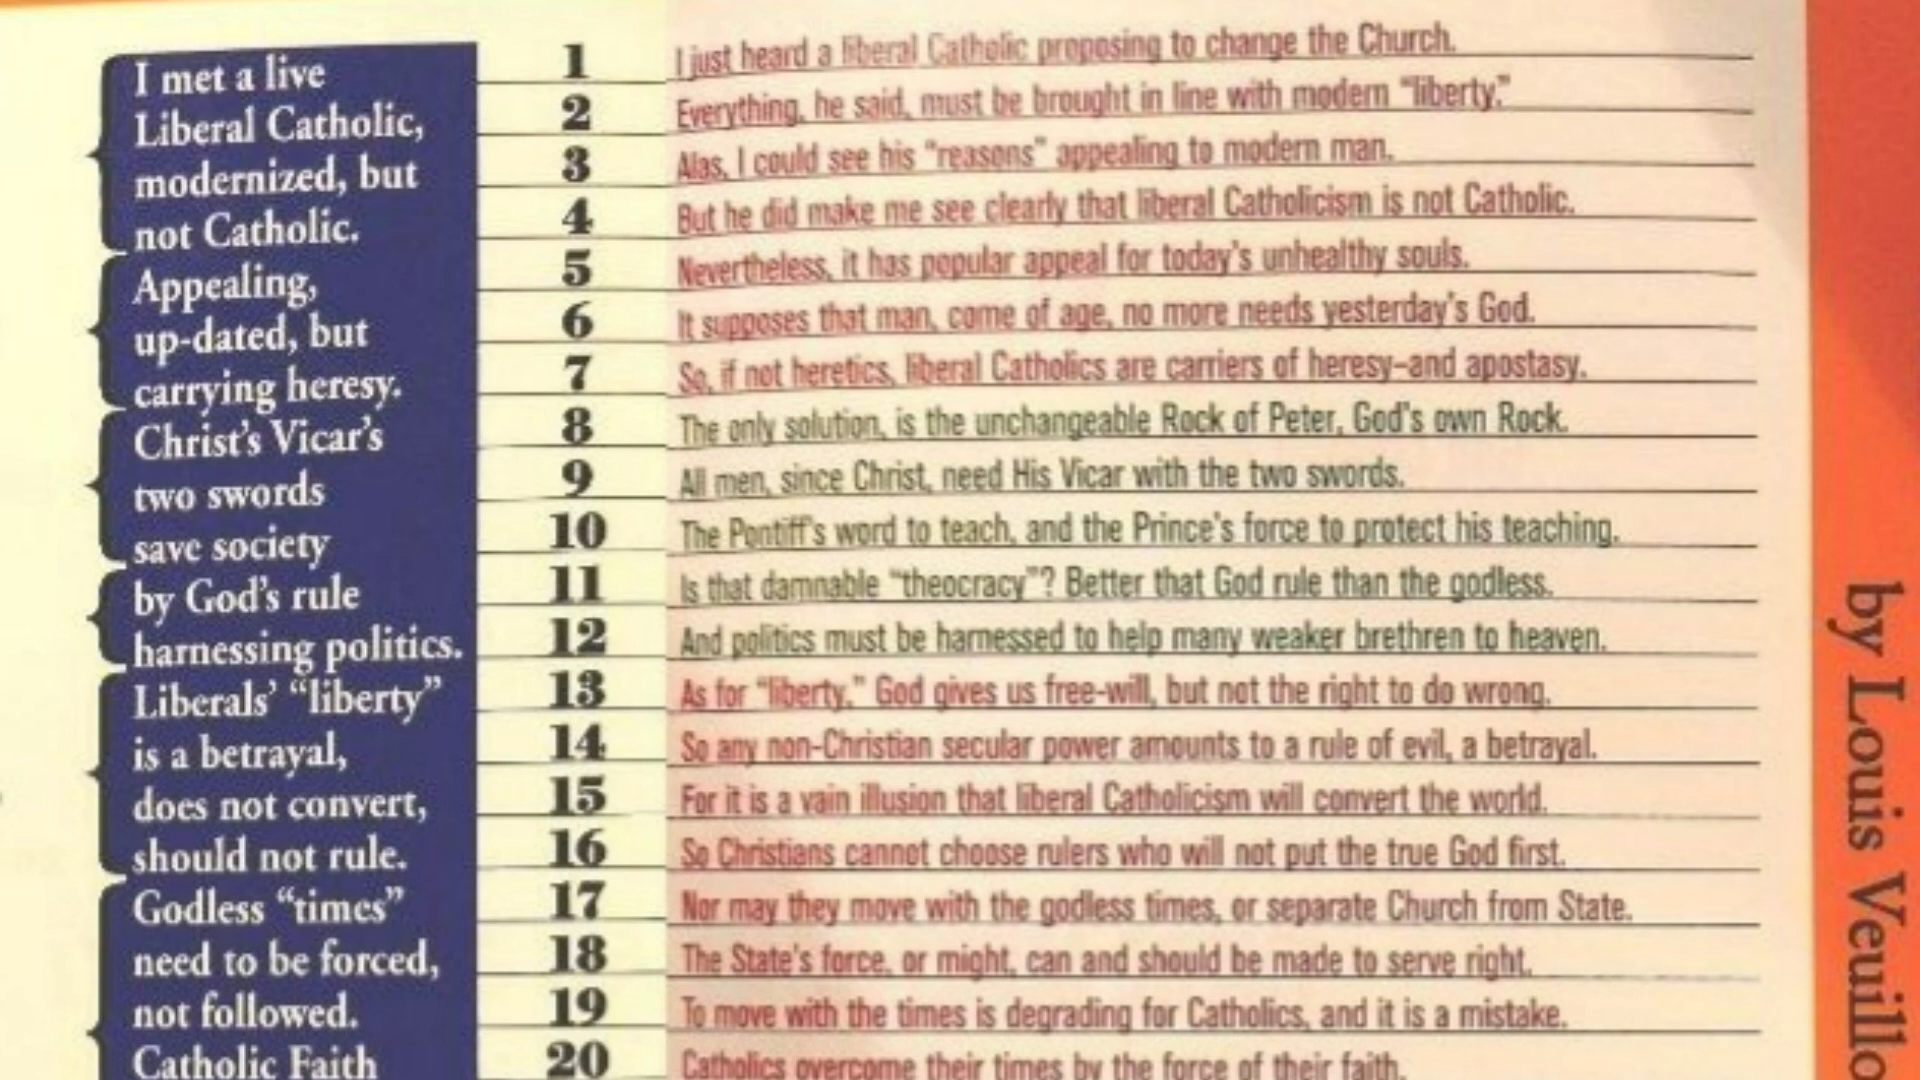 I met a live
Liberal Catholic,
modernized, but
not Catholic.
Appealing,
up-dated, but
carrying heresy.
Christ's Vicar's
two swords
save society
by God's rule
harnessing politics.
Liberals' “liberty”
is a betrayal,
does not convert,
should not rule.
Godless “times”
need to be forced,
not followed.
Catholic Faith
1 I just heard a liberal Catholic proposing to change the Church.
2 Everything, he said, must be brought in line with modern “liberty.”
3 Alas, I could see his “reasons” appealing to modern man.
4 But he did make me see clearly that liberal Catholicism is not Catholic.
5 Nevertheless, it has popular appeal for today's unhealthy souls.
6 It supposes that man, come of age, no more needs yesterday's God.
7 So, if not heretics, liberal Catholics are carriers of heresy–and apostasy.
8 The only solution, is the unchangeable Rock of Peter, God's own Rock.
9 All men, since Christ, need His Vicar with the two swords.
10 The Pontiff's word to teach, and the Prince's force to protect his teaching.
11 Is that damnable “theocracy”? Better that God rule than the godless.
12 And politics must be harnessed to help many weaker brethren to heaven.
13 As for “liberty,” God gives us free-will, but not the right to do wrong.
14 So any non-Christian secular power amounts to a rule of evil, a betrayal.
15 For it is a vain illusion that liberal Catholicism will convert the world.
16 So Christians cannot choose rulers who will not put the true God first.
17 Nor may they move with the godless times, or separate Church from State.
18 The State's force, or might, can and should be made to serve right.
19 To move with the times is degrading for Catholics, and it is a mistake.
20 Catholics overcome their times by the force of their faith.
by Louis Veuillo